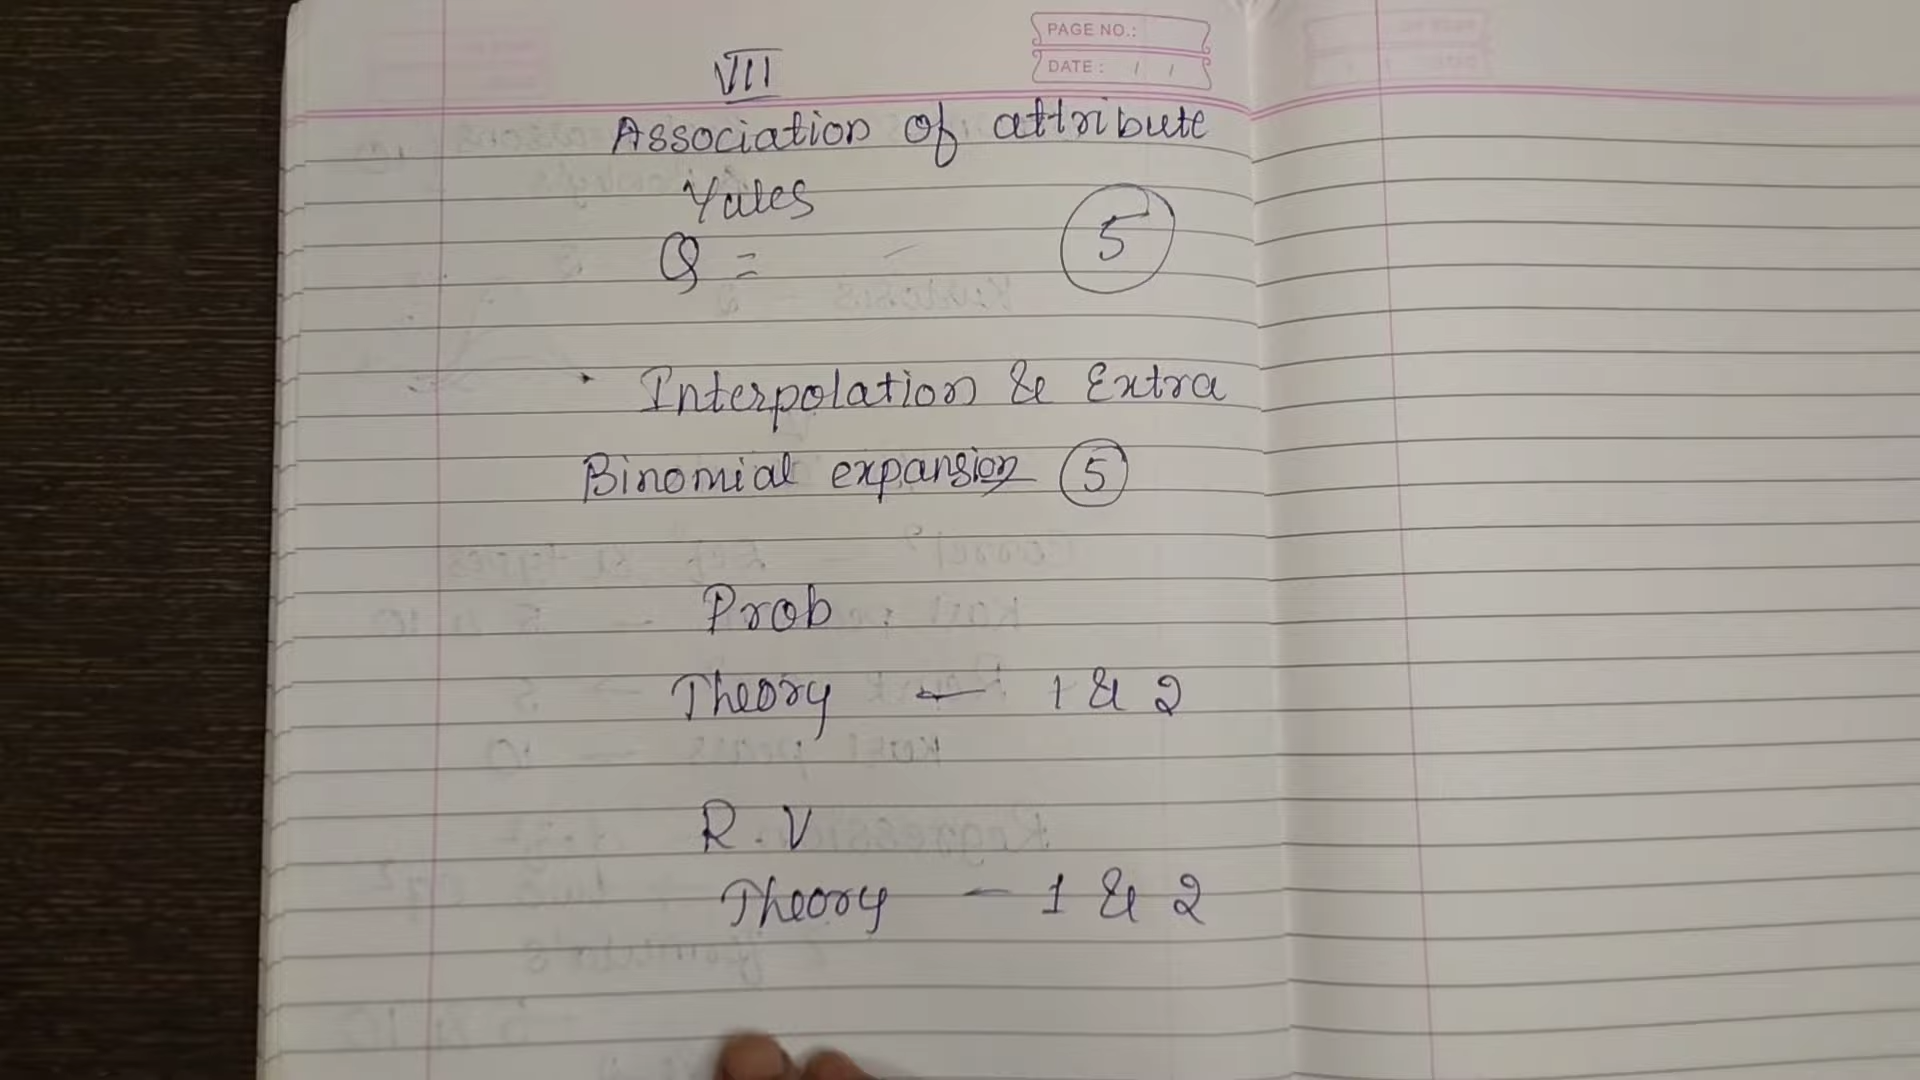 PAGE NO.:
DATE : / /
VII
Association of attribute
Yules
Q =
5
Interpolation & Extra
Binomial expansion 5
Prob
Theory - 1 & 2
R.V
Theory - 1 & 2